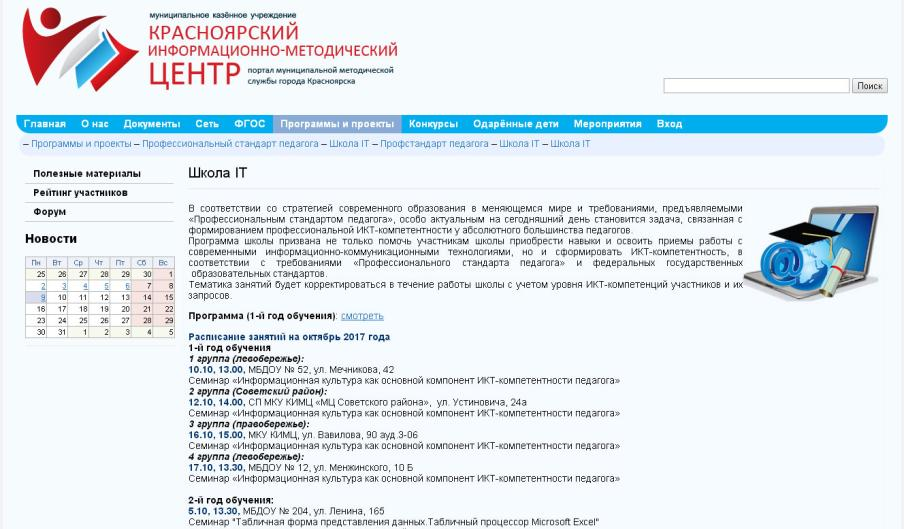 муниципальное казённое учреждение
КРАСНОЯРСКИЙ
ИНФОРМАЦИОННО-МЕТОДИЧЕСКИЙ
ЦЕНТР
портал муниципальной методической
службы города Красноярска
Поиск
Главная О нас Документы Сеть ФГОС Программы и проекты Конкурсы Одарённые дети Мероприятия Вход
– Программы и проекты – Профессиональный стандарт педагога – Школа IT – Профстандарт педагога – Школа IT – Школа IT
Полезные материалы
Рейтинг участников
Форум
Новости
Пн Вт Ср Чт Пт Сб Вс
25 26 27 28 29 30 1
2 3 4 5 6 7 8
9 10 11 12 13 14 15
16 17 18 19 20 21 22
23 24 25 26 27 28 29
30 31 1 2 3 4 5
Школа IT
В соответствии со стратегией современного образования в меняющемся мире и требованиями, предъявляемыми
«Профессиональным стандартом педагога», особо актуальным на сегодняшний день становится задача, связанная с
формированием профессиональной ИКТ-компетентности у абсолютного большинства педагогов.
Программа школы призвана не только помочь участникам школы приобрести навыки и освоить приемы работы с
современными информационно-коммуникационными технологиями, но и сформировать ИКТ-компетентность, в
соответствии с требованиями «Профессионального стандарта педагога» и федеральных государственных
образовательных стандартов.
Тематика занятий будет корректироваться в течение работы школы с учетом уровня ИКТ-компетенций участников и их
запросов.
Программа (1-й год обучения): смотреть
Расписание занятий на октябрь 2017 года
1-й год обучения
1 группа (левобережье):
10.10, 13.00, МБДОУ № 52, ул. Мечникова, 42
Семинар «Информационная культура как основной компонент ИКТ-компетентности педагога»
2 группа (Советский район):
12.10, 14.00, СП МКУ КИМЦ «МЦ Советского района», ул. Устиновича, 24а
Семинар «Информационная культура как основной компонент ИКТ-компетентности педагога»
3 группа (правобережье):
16.10, 15.00, МКУ КИМЦ, ул. Вавилова, 90 ауд.3-06
Семинар «Информационная культура как основной компонент ИКТ-компетентности педагога»
4 группа (левобережье):
17.10, 13.30, МБДОУ № 12, ул. Менжинского, 10 Б
Семинар «Информационная культура как основной компонент ИКТ-компетентности педагога»
2-й год обучения:
5.10, 13.30, МБДОУ № 204, ул. Ленина, 165
Семинар "Табличная форма представления данных.Табличный процессор Microsoft Excel"